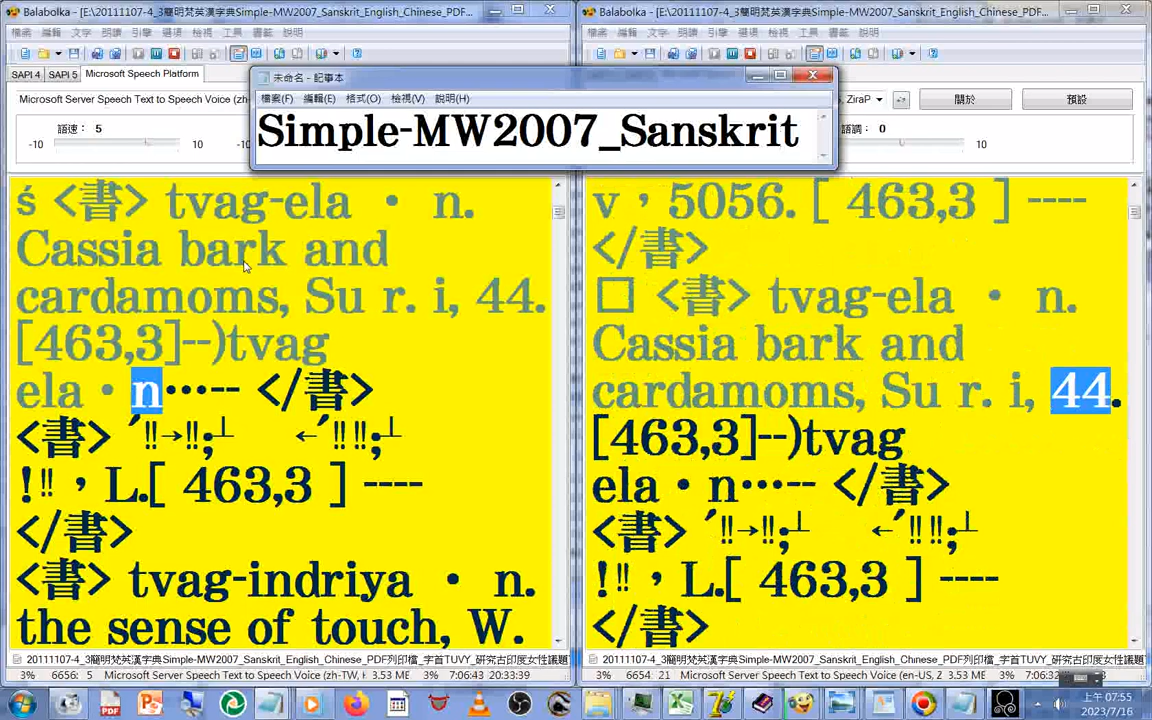 Balabolka - [E:\20111107-4_3簡明梵英漢字典Simple-MW2007_Sanskrit_English_Chinese_PDF...
檔案 編輯 文字 朗讀 引擎 選項 檢視 工具 書籤 說明
SAPI 4 SAPI 5 Microsoft Speech Platform
Microsoft Server Speech Text to Speech Voice (zh-
語速： 5
-10 10 -10
ś <書> tvag-ela • n.
Cassia bark and
cardamoms, Su r. i, 44.
[463,3]--)tvag
ela • n…-- </書>
<書> ˊ‼→‼;┴ ←ˊ‼‼;┴
!‼，L.[ 463,3 ] ----
</書>
<書> tvag-indriya • n.
the sense of touch, W.
20111107-4_3簡明梵英漢字典Simple-MW2007_Sanskrit_English_Chinese_PDF列印檔_字首TUVY_研究古印度女性議題
3% 6656: 5 Microsoft Server Speech Text to Speech Voice (zh-TW, H 3.53 ME 7:06:43 20:33:39
未命名 - 記事本
檔案(F) 編輯(E) 格式(O) 檢視(V) 說明(H)
Simple-MW2007_Sanskrit
Balabolka - [E:\20111107-4_3簡明梵英漢字典Simple-MW2007_Sanskrit_English_Chinese_PDF...
檔案 編輯 文字 朗讀 引擎 選項 檢視 工具 書籤 說明
, ZiraP 關於 預設
語調： 0
10
v，5056. [ 463,3 ] ----
</書>
□ <書> tvag-ela • n.
Cassia bark and
cardamoms, Su r. i, 44.
[463,3]--)tvag
ela • n…-- </書>
<書> ˊ‼→‼;┴ ←ˊ‼‼;┴
!‼，L.[ 463,3 ] ----
</書>
20111107-4_3簡明梵英漢字典Simple-MW2007_Sanskrit_English_Chinese_PDF列印檔_字首TUVY_研究古印度女性議題
3% 6654: 21 Microsoft Server Speech Text to Speech Voice (en-US, Z 3.53 ME 7:06:32
上午 07:55
2023/7/16